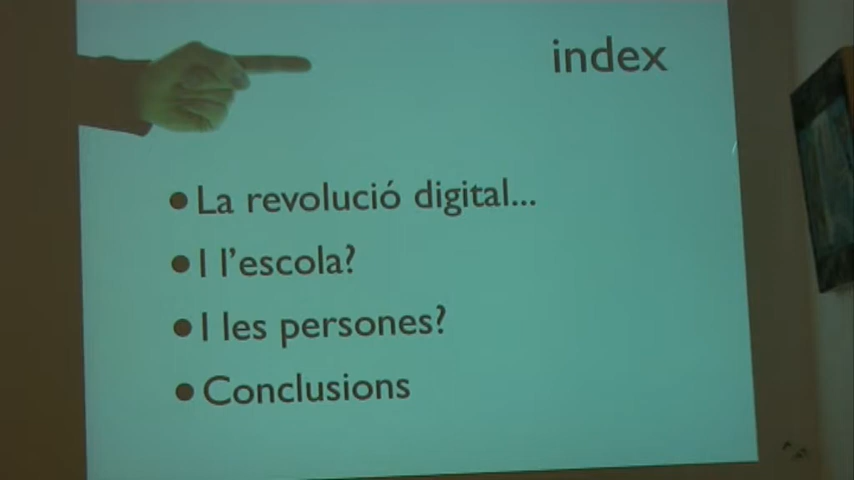 index
La revolució digital...
I l'escola?
I les persones?
Conclusions